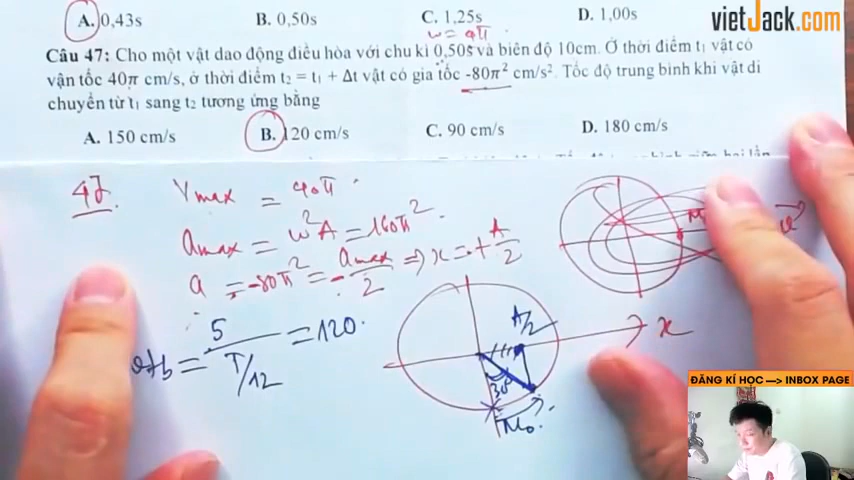 A. 0,43s B. 0,50s C. 1,25s D. 1,00s
vietJack.com
ω = 4π
Câu 47: Cho một vật dao động điều hòa với chu kì 0,50s và biên độ 10cm. Ở thời điểm t₁ vật có
vận tốc 40π cm/s, ở thời điểm t₂ = t₁ + Δt vật có gia tốc -80π² cm/s². Tốc độ trung bình khi vật di
chuyển từ t₁ sang t₂ tương ứng bằng
A. 150 cm/s B. 120 cm/s C. 90 cm/s D. 180 cm/s
47. Vmax = 40π
amax = ω²A = 160π².
a = -80π² = -amax/2 ⇒ x = +A/2
vtb = 5/(T/12) = 120.
M
v
A/2
x
30°
M₀.
ĐĂNG KÍ HỌC —> INBOX PAGE